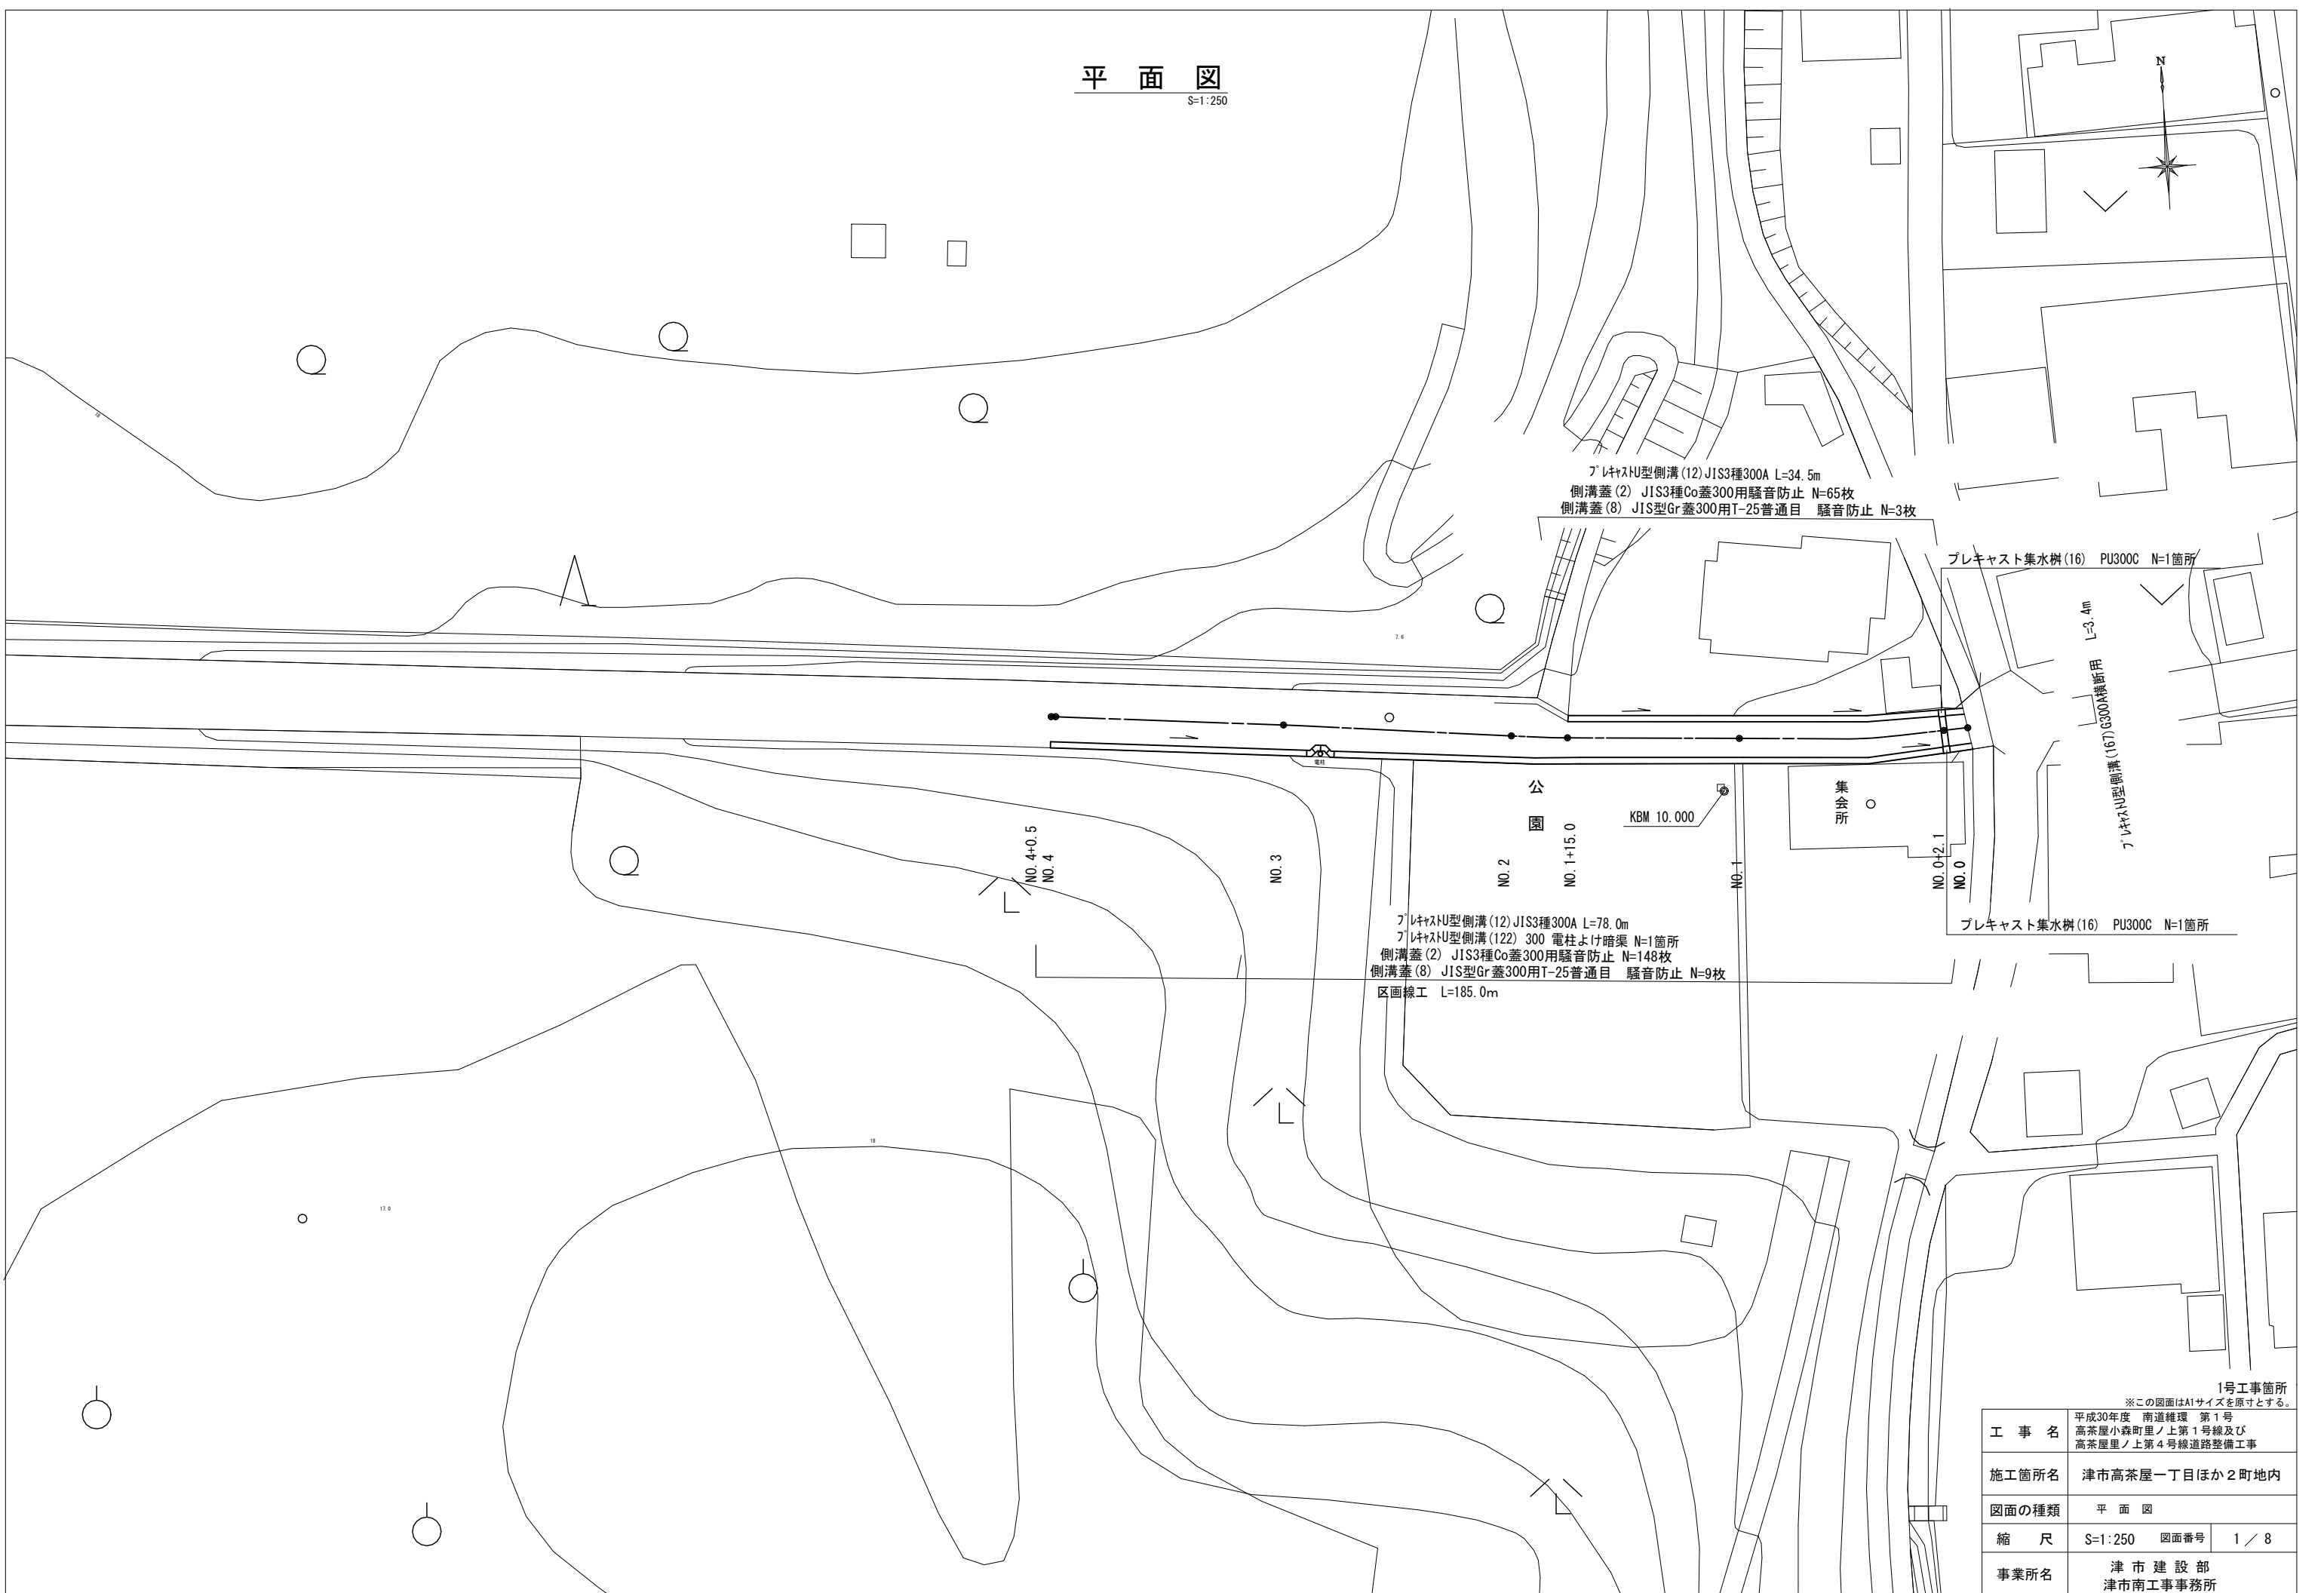 平 面 図
S=1:250
N
プレキャストU型側溝(12)JIS3種300A L=34.5m
側溝蓋(2) JIS3種Co蓋300用騒音防止 N=65枚
側溝蓋(8) JIS型Gr蓋300用T-25普通目 騒音防止 N=3枚
プレキャスト集水桝(16) PU300C N=1箇所
プレキャストU型側溝(167)G300A横断用 L=3.4m
7.6
電柱
公園
集会所
KBM 10.000
NO.4+0.5
NO.4
NO.3
NO.2
NO.1+15.0
NO.1
NO.0+2.1
NO.0
プレキャストU型側溝(12)JIS3種300A L=78.0m
プレキャストU型側溝(122) 300 電柱よけ暗渠 N=1箇所
側溝蓋(2) JIS3種Co蓋300用騒音防止 N=148枚
側溝蓋(8) JIS型Gr蓋300用T-25普通目 騒音防止 N=9枚
区画線工 L=185.0m
プレキャスト集水桝(16) PU300C N=1箇所
10
17.0
1号工事箇所
※この図面はA1サイズを原寸とする。
工 事 名 平成30年度 南道維環 第1号
高茶屋小森町里ノ上第1号線及び
高茶屋里ノ上第4号線道路整備工事
施工箇所名 津市高茶屋一丁目ほか2町地内
図面の種類 平 面 図
縮 尺 S=1:250 図面番号 1 / 8
事業所名 津 市 建 設 部
津市南工事事務所